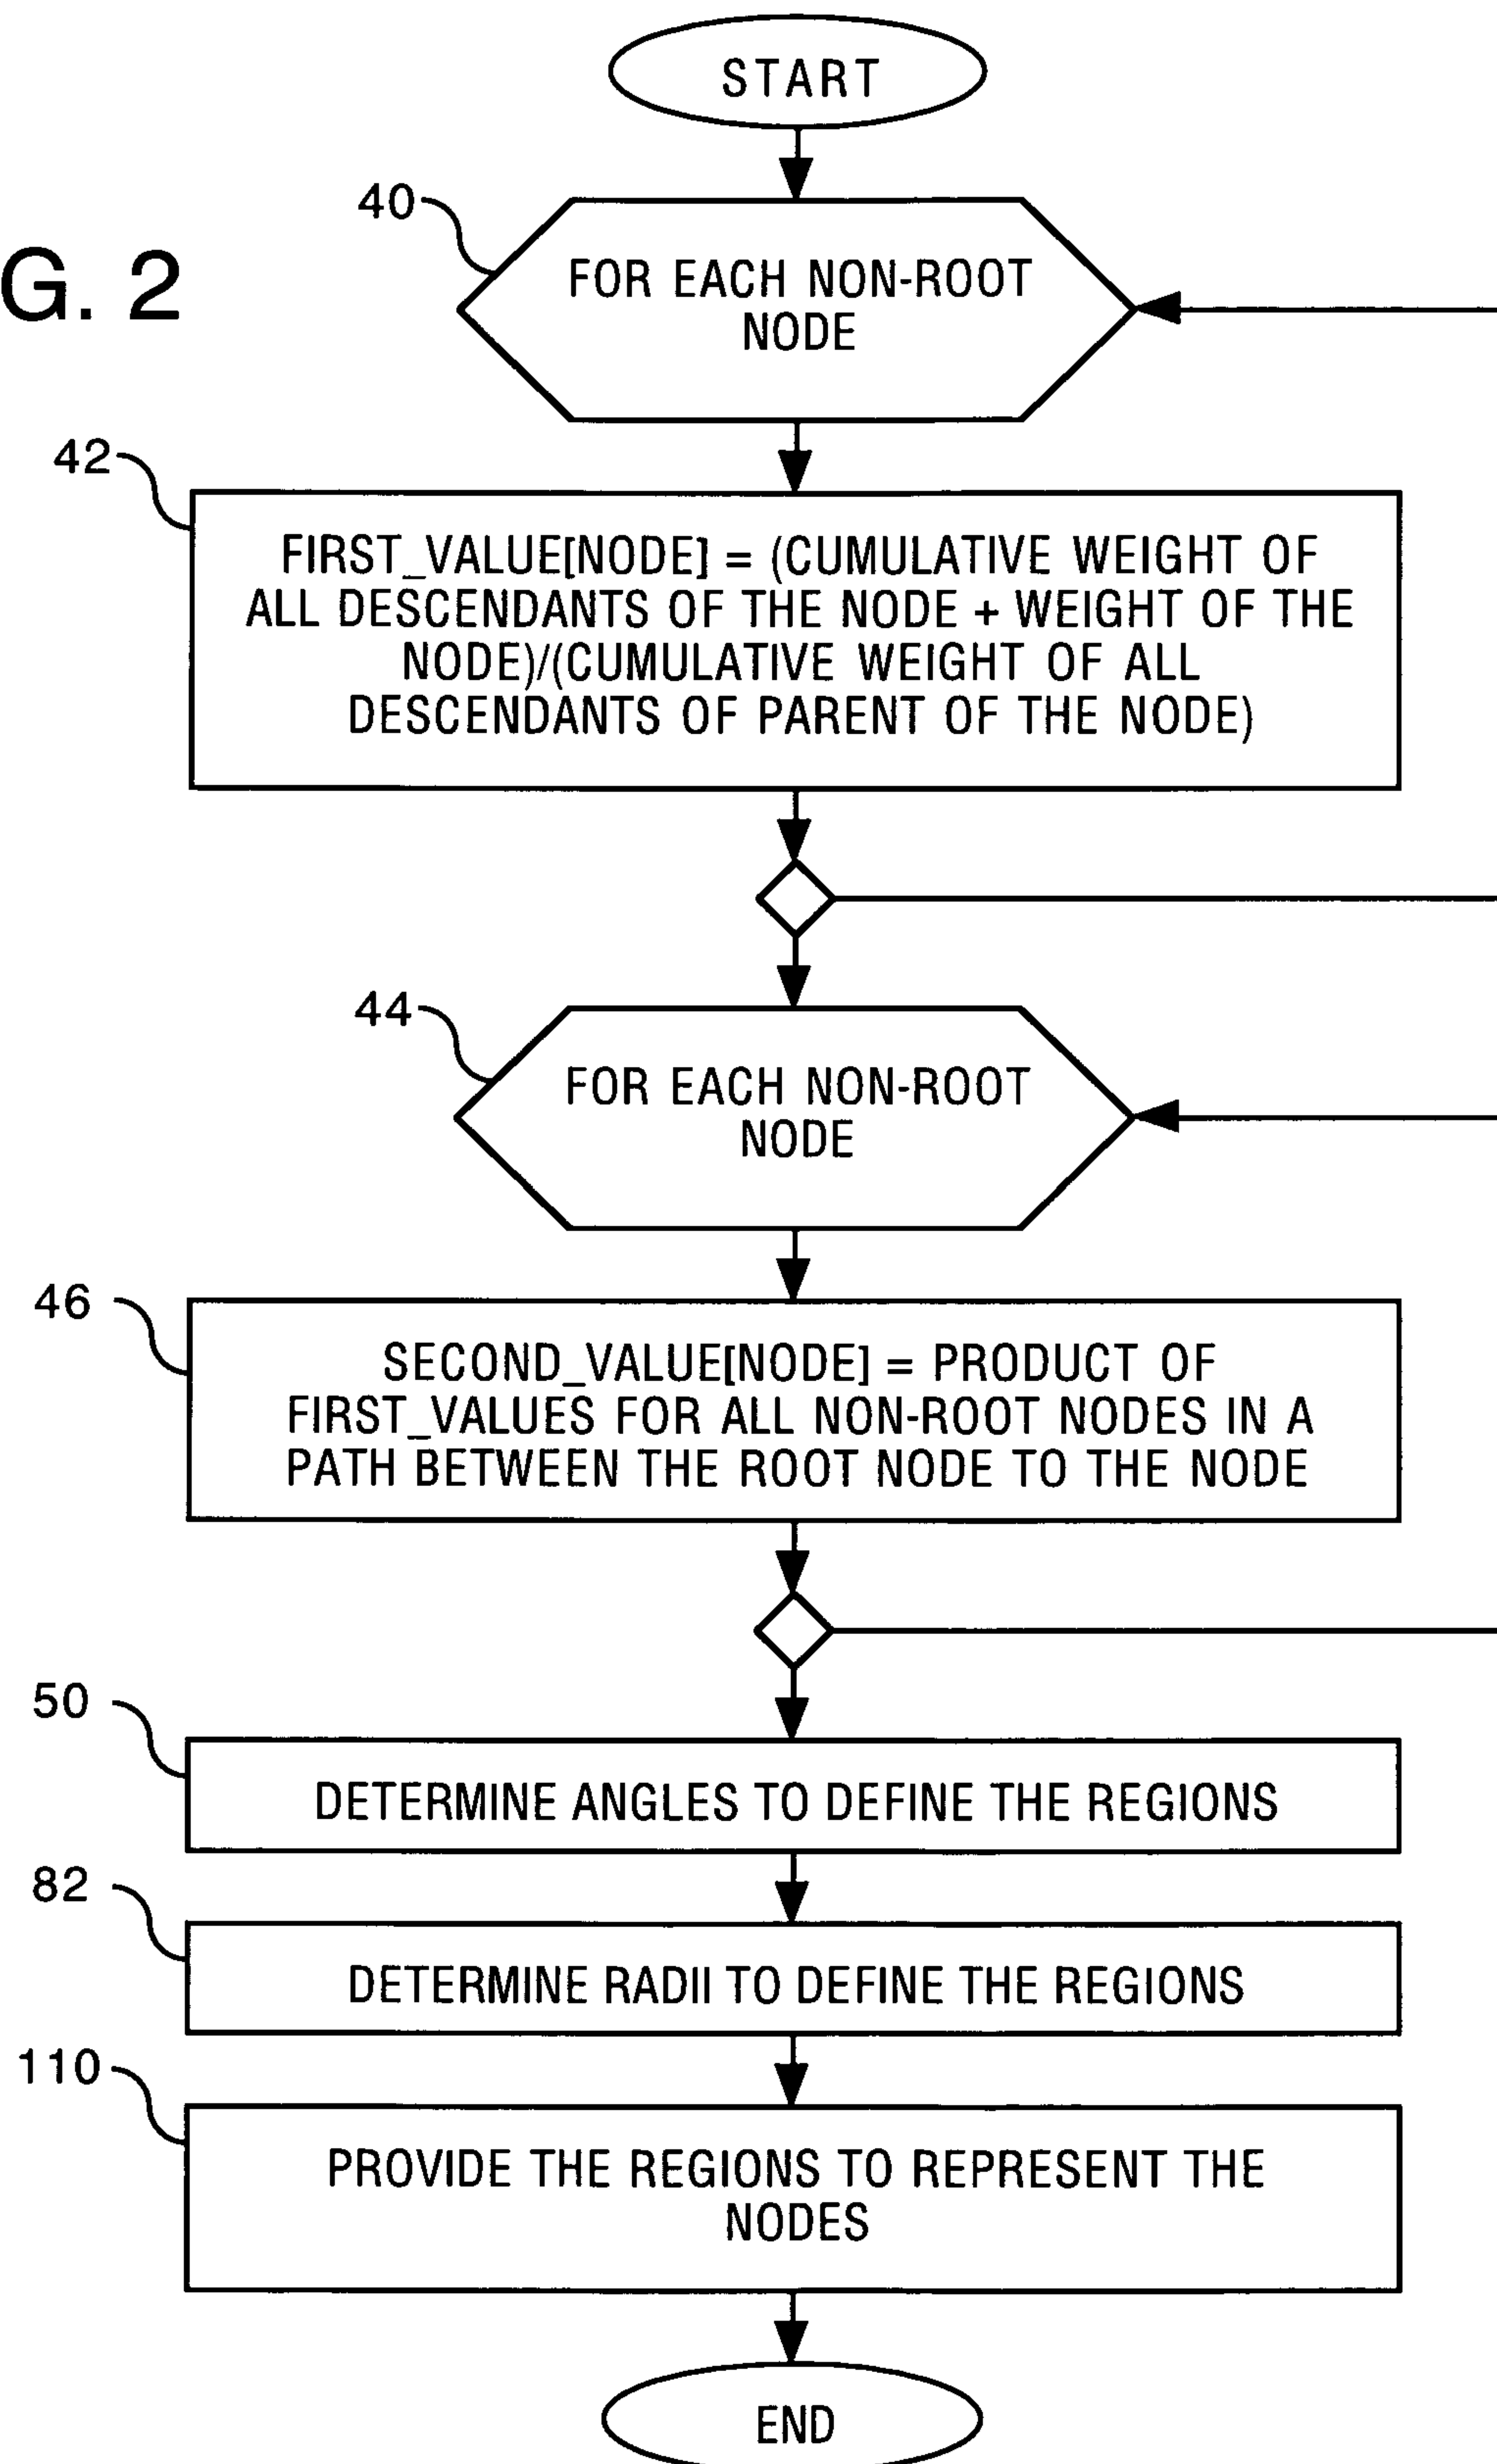 START
40
FOR EACH NON-ROOT
NODE
G. 2
42
FIRST_VALUE[NODE] = (CUMULATIVE WEIGHT OF
ALL DESCENDANTS OF THE NODE + WEIGHT OF THE
NODE)/(CUMULATIVE WEIGHT OF ALL
DESCENDANTS OF PARENT OF THE NODE)
44
FOR EACH NON-ROOT
NODE
46
SECOND_VALUE[NODE] = PRODUCT OF
FIRST_VALUES FOR ALL NON-ROOT NODES IN A
PATH BETWEEN THE ROOT NODE TO THE NODE
50
DETERMINE ANGLES TO DEFINE THE REGIONS
82
DETERMINE RADII TO DEFINE THE REGIONS
110
PROVIDE THE REGIONS TO REPRESENT THE
NODES
END